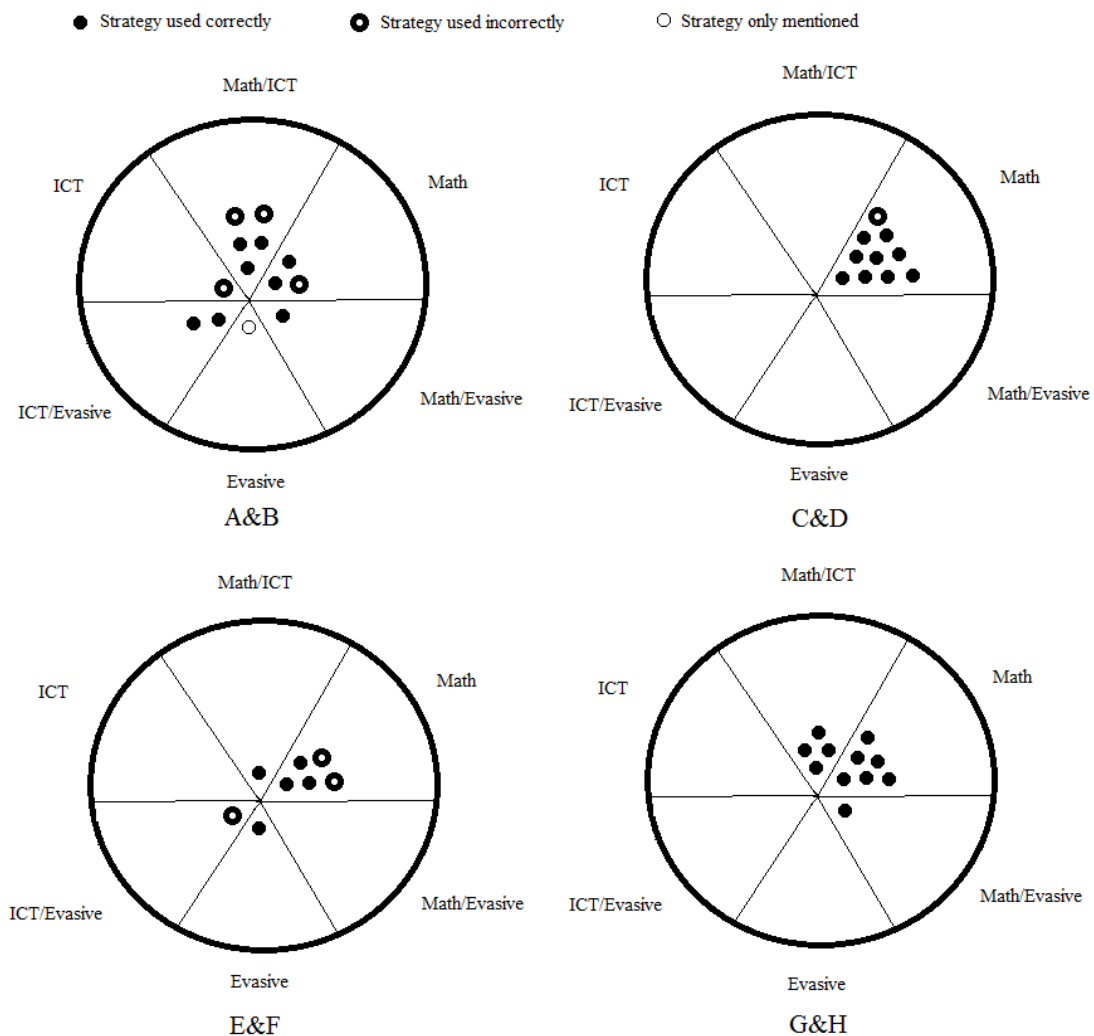 Strategy used correctly Strategy used incorrectly Strategy only mentioned
Math/ICT
ICT
Math
ICT/Evasive
Math/Evasive
Evasive
A&B
Math/ICT
ICT
Math
ICT/Evasive
Math/Evasive
Evasive
C&D
Math/ICT
ICT
Math
ICT/Evasive
Math/Evasive
Evasive
E&F
Math/ICT
ICT
Math
ICT/Evasive
Math/Evasive
Evasive
G&H